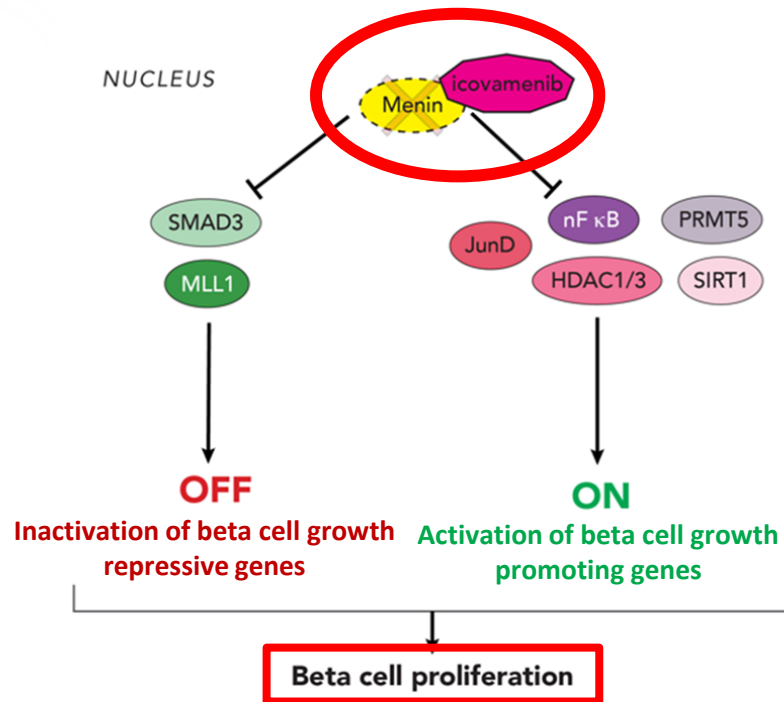 NUCLEUS
icovamenib
Menin
SMAD3
MLL1
nF κB
PRMT5
JunD
HDAC1/3
SIRT1
OFF
Inactivation of beta cell growth
repressive genes
ON
Activation of beta cell growth
promoting genes
Beta cell proliferation